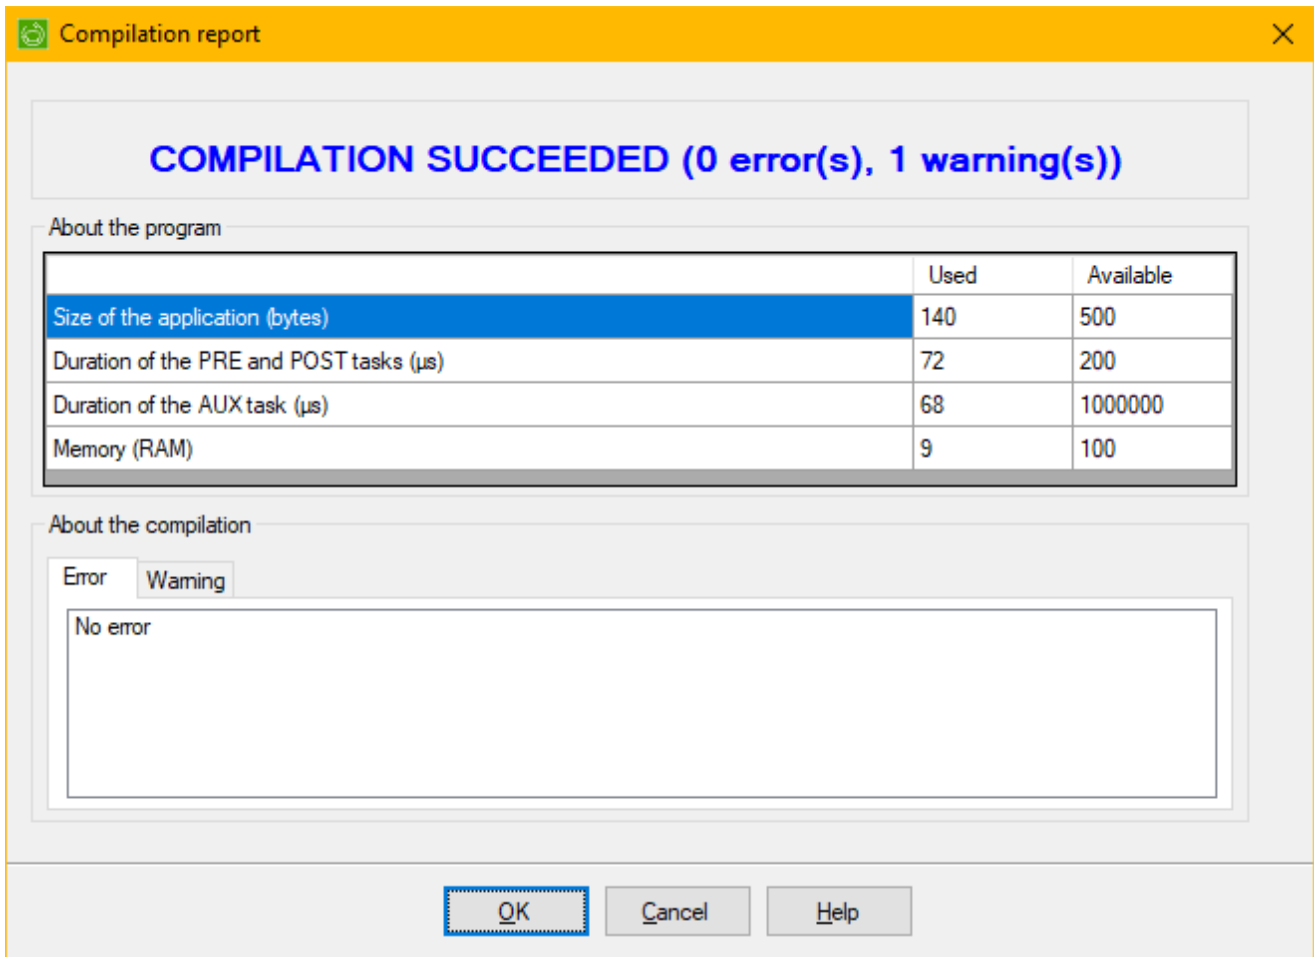 Compilation report
COMPILATION SUCCEEDED (0 error(s), 1 warning(s))
About the program
Used Available
Size of the application (bytes) 140 500
Duration of the PRE and POST tasks (µs) 72 200
Duration of the AUX task (µs) 68 1000000
Memory (RAM) 9 100
About the compilation
Error Warning
No error
OK Cancel Help